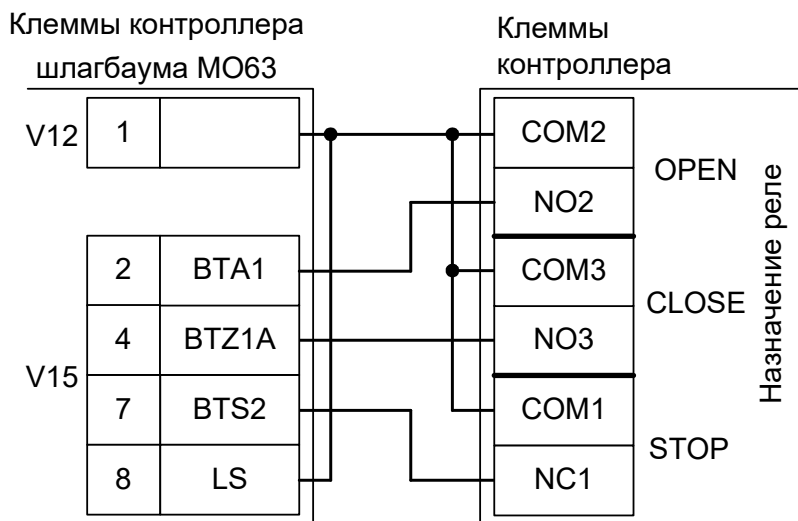 Клеммы контроллера
шлагбаума МО63
Клеммы
контроллера
V12
1
COM2
OPEN
NO2
2
BTA1
COM3
CLOSE
4
BTZ1A
NO3
V15
7
BTS2
COM1
STOP
8
LS
NC1
Назначение реле